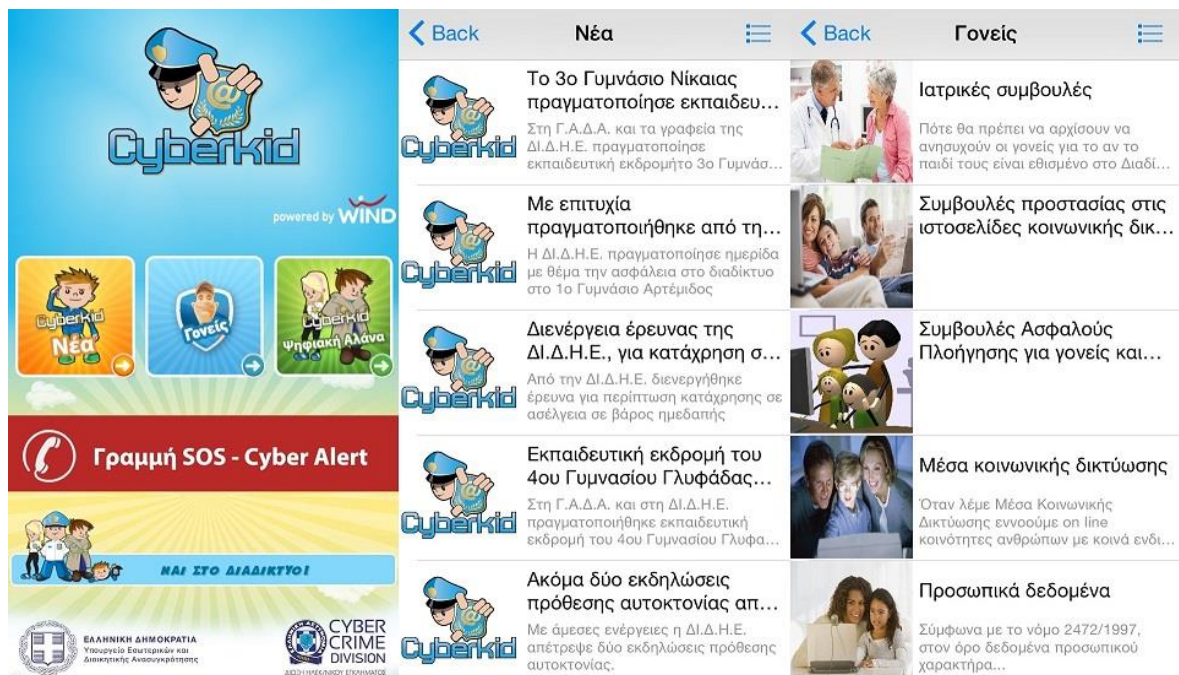 Cyberkid
powered by WIND
Cyberkid
Νέα
Γονείς
Cyberkid
Ψηφιακή Αλάνα
Γραμμή SOS - Cyber Alert
ΝΑΙ ΣΤΟ ΔΙΑΔΙΚΤΥΟ!
ΕΛΛΗΝΙΚΗ ΔΗΜΟΚΡΑΤΙΑ
Υπουργείο Εσωτερικών και
Διοικητικής Ανασυγκρότησης
CYBER
CRIME
DIVISION
ΔΙΩΞΗ ΗΛΕΚ/ΝΙΚΟΥ ΕΓΚΛΗΜΑΤΟΣ
Back
Νέα
Cyberkid
Το 3ο Γυμνάσιο Νίκαιας
πραγματοποίησε εκπαιδευ...
Στη Γ.Α.Δ.Α. και τα γραφεία της
ΔΙ.Δ.Η.Ε. πραγματοποίησε
εκπαιδευτική εκδρομήτο 3ο Γυμνάσ...
Cyberkid
Με επιτυχία
πραγματοποιήθηκε από τη...
Η ΔΙ.Δ.Η.Ε. πραγματοποίησε ημερίδα
με θέμα την ασφάλεια στο διαδίκτυο
στο 1ο Γυμνάσιο Αρτέμιδος
Cyberkid
Διενέργεια έρευνας της
ΔΙ.Δ.Η.Ε., για κατάχρηση σ...
Από την ΔΙ.Δ.Η.Ε. διενεργήθηκε
έρευνα για περίπτωση κατάχρησης σε
ασέλγεια σε βάρος ημεδαπής
Cyberkid
Εκπαιδευτική εκδρομή του
4ου Γυμνασίου Γλυφάδας...
Στη Γ.Α.Δ.Α. και στη ΔΙ.Δ.Η.Ε.
πραγματοποιήθηκε εκπαιδευτική
εκδρομή του 4ου Γυμνασίου Γλυφα...
Cyberkid
Ακόμα δύο εκδηλώσεις
πρόθεσης αυτοκτονίας απ...
Με άμεσες ενέργειες η ΔΙ.Δ.Η.Ε.
απέτρεψε δύο εκδηλώσεις πρόθεσης
αυτοκτονίας.
Back
Γονείς
Ιατρικές συμβουλές
Πότε θα πρέπει να αρχίσουν να
ανησυχούν οι γονείς για το αν το
παιδί τους είναι εθισμένο στο Διαδί...
Συμβουλές προστασίας στις
ιστοσελίδες κοινωνικής δικ...
Συμβουλές Ασφαλούς
Πλοήγησης για γονείς και...
Μέσα κοινωνικής δικτύωσης
Όταν λέμε Μέσα Κοινωνικής
Δικτύωσης εννοούμε on line
κοινότητες ανθρώπων με κοινά ενδι...
Προσωπικά δεδομένα
Σύμφωνα με το νόμο 2472/1997,
στον όρο δεδομένα προσωπικού
χαρακτήρα...